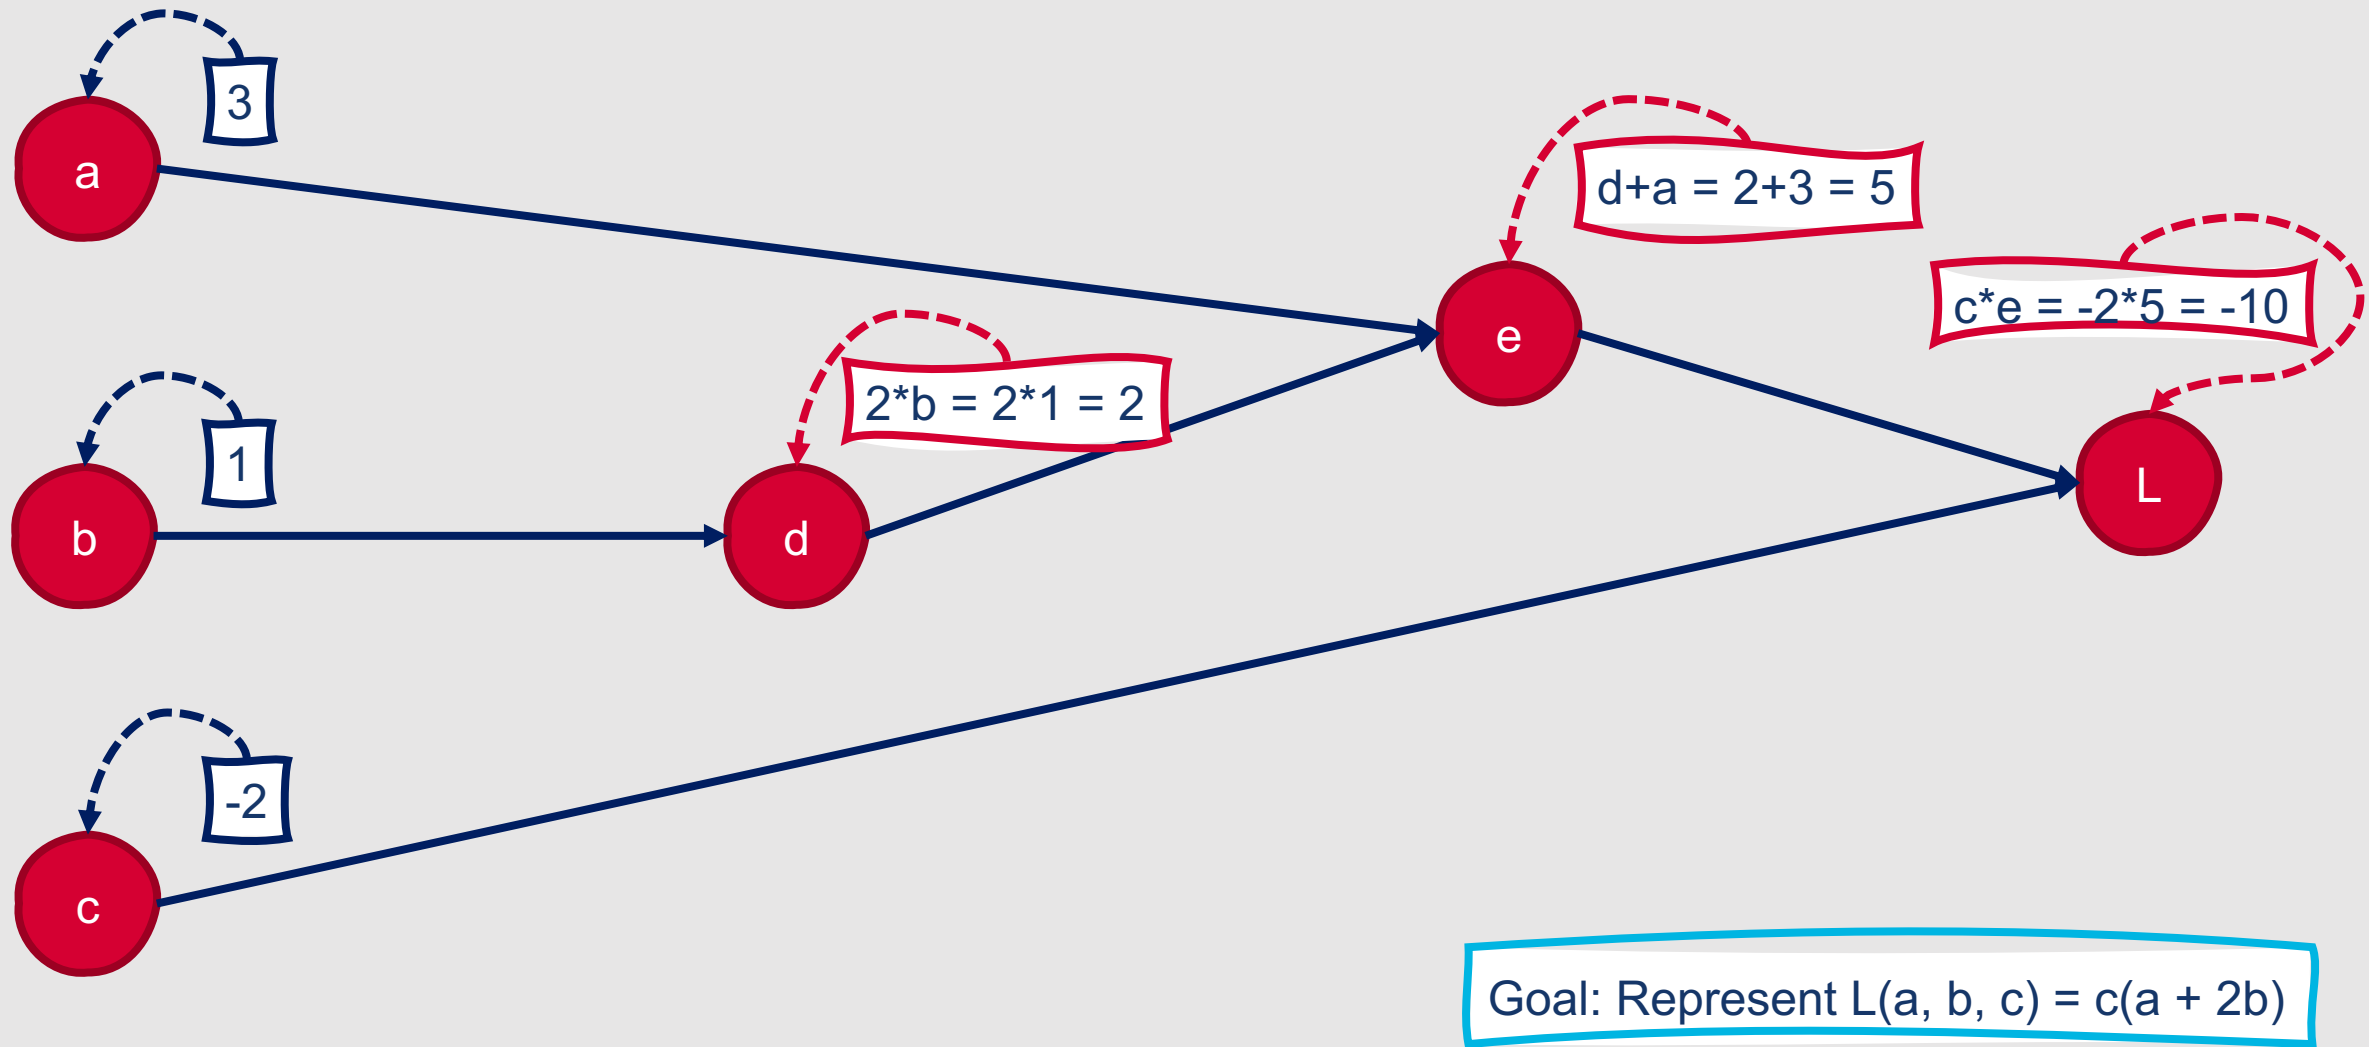 3
a
d+a = 2+3 = 5
c*e = -2*5 = -10
e
2*b = 2*1 = 2
1
L
b
d
-2
c
Goal: Represent L(a, b, c) = c(a + 2b)